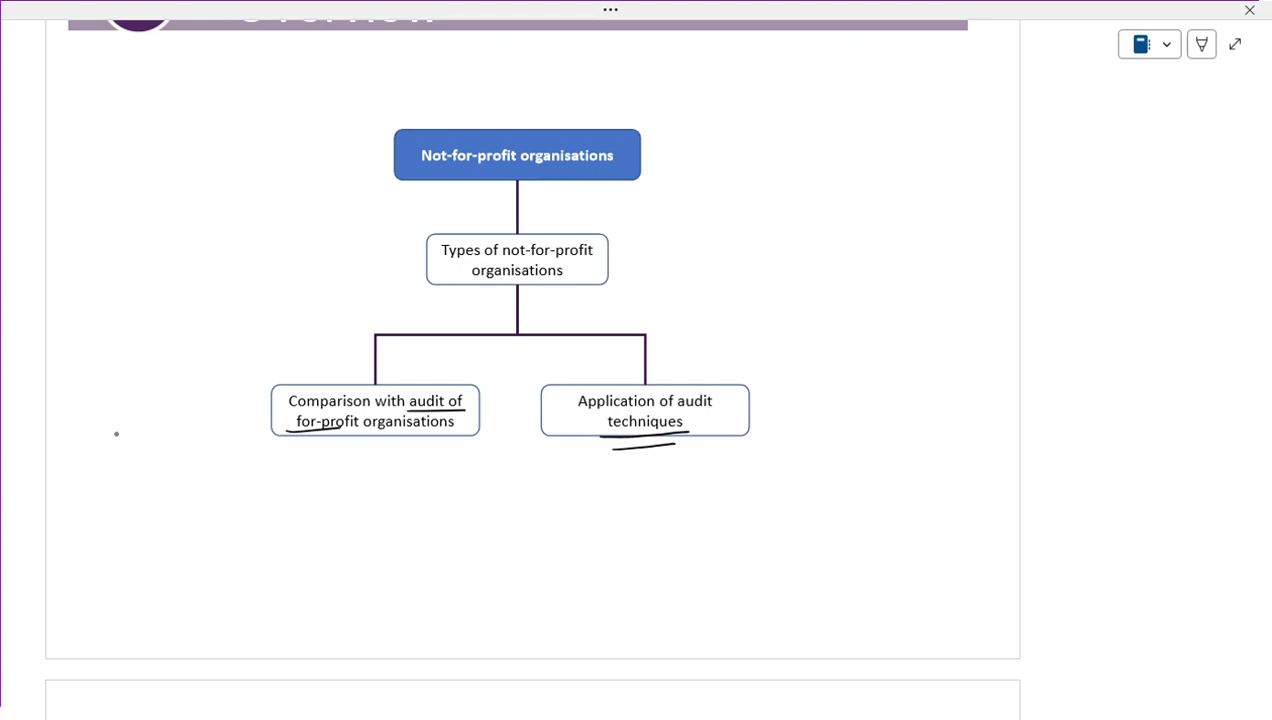 Not-for-profit organisations
Types of not-for-profit
organisations
Comparison with audit of
for-profit organisations
Application of audit
techniques